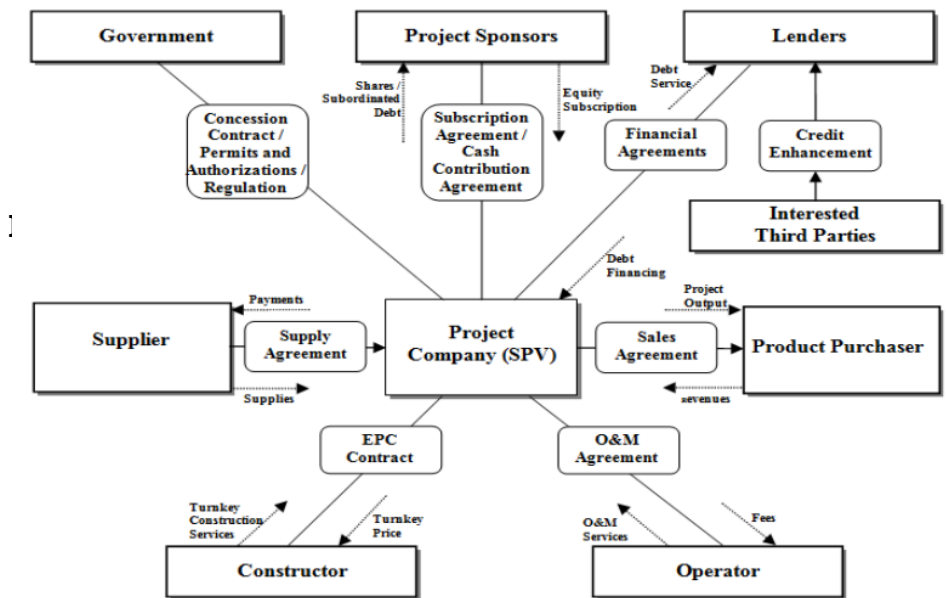 Government
Project Sponsors
Lenders
Shares /
Subordinated
Debt
Equity
Subscription
Debt
Service
Concession
Contract /
Permits and
Authorizations /
Regulation
Subscription
Agreement /
Cash
Contribution
Agreement
Financial
Agreements
Credit
Enhancement
Interested
Third Parties
Debt
Financing
Payments
Project
Output
Supplier
Supply
Agreement
Project
Company (SPV)
Sales
Agreement
Product Purchaser
Supplies
Revenues
EPC
Contract
O&M
Agreement
Turnkey
Construction
Services
Turnkey
Price
O&M
Services
Fees
Constructor
Operator